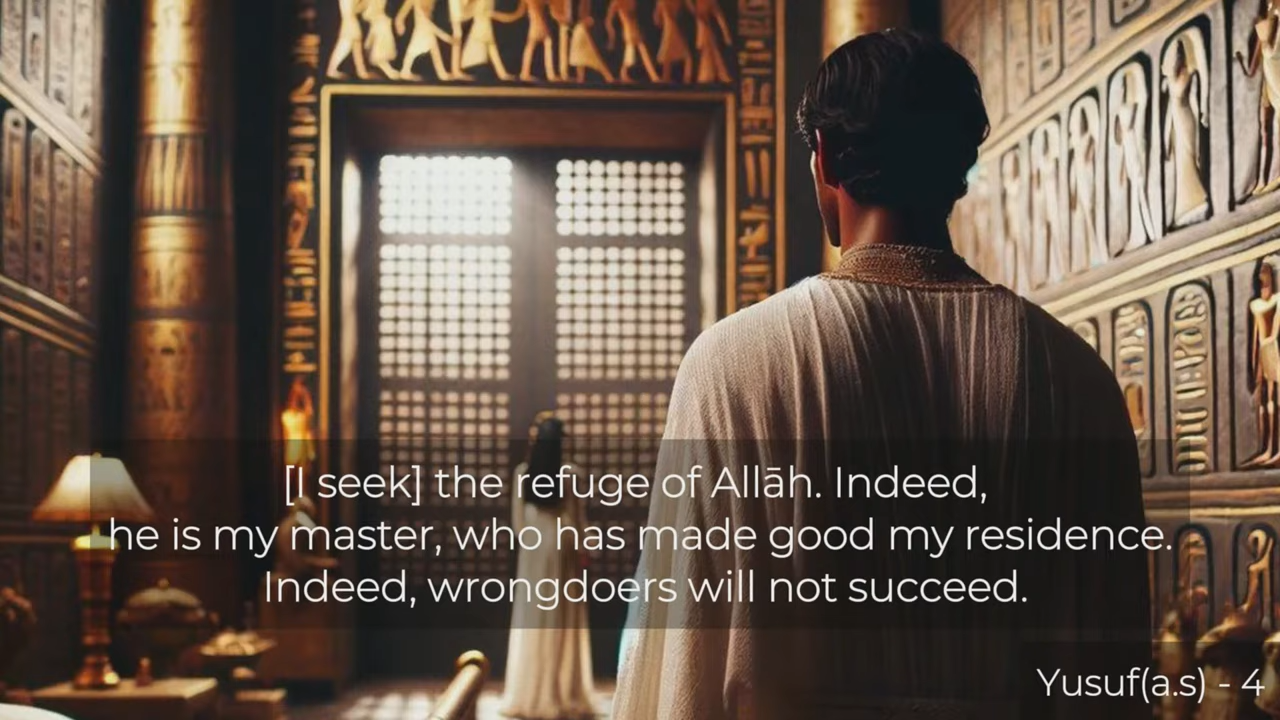 [I seek] the refuge of Allāh. Indeed,
he is my master, who has made good my residence.
Indeed, wrongdoers will not succeed.
Yusuf(a.s) - 4